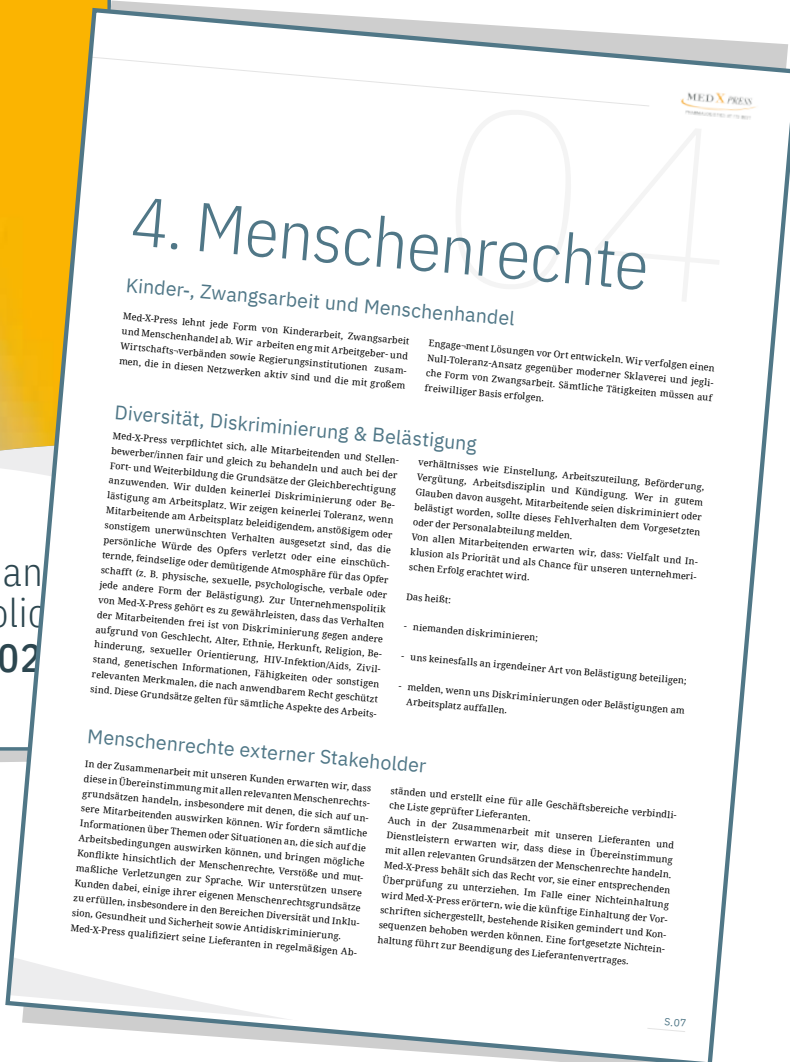 an
olic
02
MED X PRESS
04
4. Menschenrechte
Kinder-, Zwangsarbeit und Menschenhandel
Med-X-Press lehnt jede Form von Kinderarbeit, Zwangsarbeit
und Menschenhandel ab. Wir arbeiten eng mit Arbeitgeber- und
Wirtschafts¬verbänden sowie Regierungsinstitutionen zusam-
men, die in diesen Netzwerken aktiv sind und die mit großem
Engage¬ment Lösungen vor Ort entwickeln. Wir verfolgen einen
Null-Toleranz-Ansatz gegenüber moderner Sklaverei und jegli-
che Form von Zwangsarbeit. Sämtliche Tätigkeiten müssen auf
freiwilliger Basis erfolgen.
Diversität, Diskriminierung & Belästigung
Med-X-Press verpflichtet sich, alle Mitarbeitenden und Stellen-
bewerber/innen fair und gleich zu behandeln und auch bei der
Fort- und Weiterbildung die Grundsätze der Gleichberechtigung
anzuwenden. Wir dulden keinerlei Diskriminierung oder Be-
lästigung am Arbeitsplatz. Wir zeigen keinerlei Toleranz, wenn
Mitarbeitende am Arbeitsplatz beleidigendem, anstößigem oder
sonstigem unerwünschten Verhalten ausgesetzt sind, das die
persönliche Würde des Opfers verletzt oder eine einschüch-
ternde, feindselige oder demütigende Atmosphäre für das Opfer
schafft (z. B. physische, sexuelle, psychologische, verbale oder
jede andere Form der Belästigung). Zur Unternehmenspolitik
von Med-X-Press gehört es zu gewährleisten, dass das Verhalten
der Mitarbeitenden frei ist von Diskriminierung gegen andere
aufgrund von Geschlecht, Alter, Ethnie, Herkunft, Religion, Be-
hinderung, sexueller Orientierung, HIV-Infektion/Aids, Zivil-
stand, genetischen Informationen, Fähigkeiten oder sonstigen
relevanten Merkmalen, die nach anwendbarem Recht geschützt
sind. Diese Grundsätze gelten für sämtliche Aspekte des Arbeits-
verhältnisses wie Einstellung, Arbeitszuteilung, Beförderung,
Vergütung, Arbeitsdisziplin und Kündigung. Wer in gutem
Glauben davon ausgeht, Mitarbeitende seien diskriminiert oder
belästigt worden, sollte dieses Fehlverhalten dem Vorgesetzten
oder der Personalabteilung melden.
Von allen Mitarbeitenden erwarten wir, dass: Vielfalt und In-
klusion als Priorität und als Chance für unseren unternehmeri-
schen Erfolg erachtet wird.
Das heißt:
- niemanden diskriminieren;
- uns keinesfalls an irgendeiner Art von Belästigung beteiligen;
- melden, wenn uns Diskriminierungen oder Belästigungen am
Arbeitsplatz auffallen.
Menschenrechte externer Stakeholder
In der Zusammenarbeit mit unseren Kunden erwarten wir, dass
diese in Übereinstimmung mit allen relevanten Menschenrechts-
grundsätzen handeln, insbesondere mit denen, die sich auf un-
sere Mitarbeitenden auswirken können. Wir fordern sämtliche
Informationen über Themen oder Situationen an, die sich auf die
Arbeitsbedingungen auswirken können, und bringen mögliche
Konflikte hinsichtlich der Menschenrechte, Verstöße und mut-
maßliche Verletzungen zur Sprache. Wir unterstützen unsere
Kunden dabei, einige ihrer eigenen Menschenrechtsgrundsätze
zu erfüllen, insbesondere in den Bereichen Diversität und Inklu-
sion, Gesundheit und Sicherheit sowie Antidiskriminierung.
Med-X-Press qualifiziert seine Lieferanten in regelmäßigen Ab-
ständen und erstellt eine für alle Geschäftsbereiche verbindli-
che Liste geprüfter Lieferanten.
Auch in der Zusammenarbeit mit unseren Lieferanten und
Dienstleistern erwarten wir, dass diese in Übereinstimmung
mit allen relevanten Grundsätzen der Menschenrechte handeln.
Med-X-Press behält sich das Recht vor, sie einer entsprechenden
Überprüfung zu unterziehen. Im Falle einer Nichteinhaltung
wird Med-X-Press erörtern, wie die künftige Einhaltung der Vor-
schriften sichergestellt, bestehende Risiken gemindert und Kon-
sequenzen behoben werden können. Eine fortgesetzte Nichtein-
haltung führt zur Beendigung des Lieferantenvertrages.
S.07